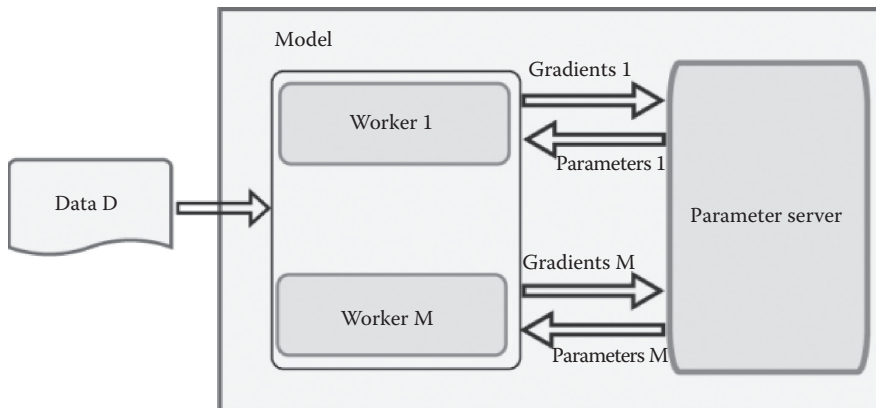 Model
Gradients 1
Worker 1
Parameters 1
Data D
Parameter server
Gradients M
Worker M
Parameters M